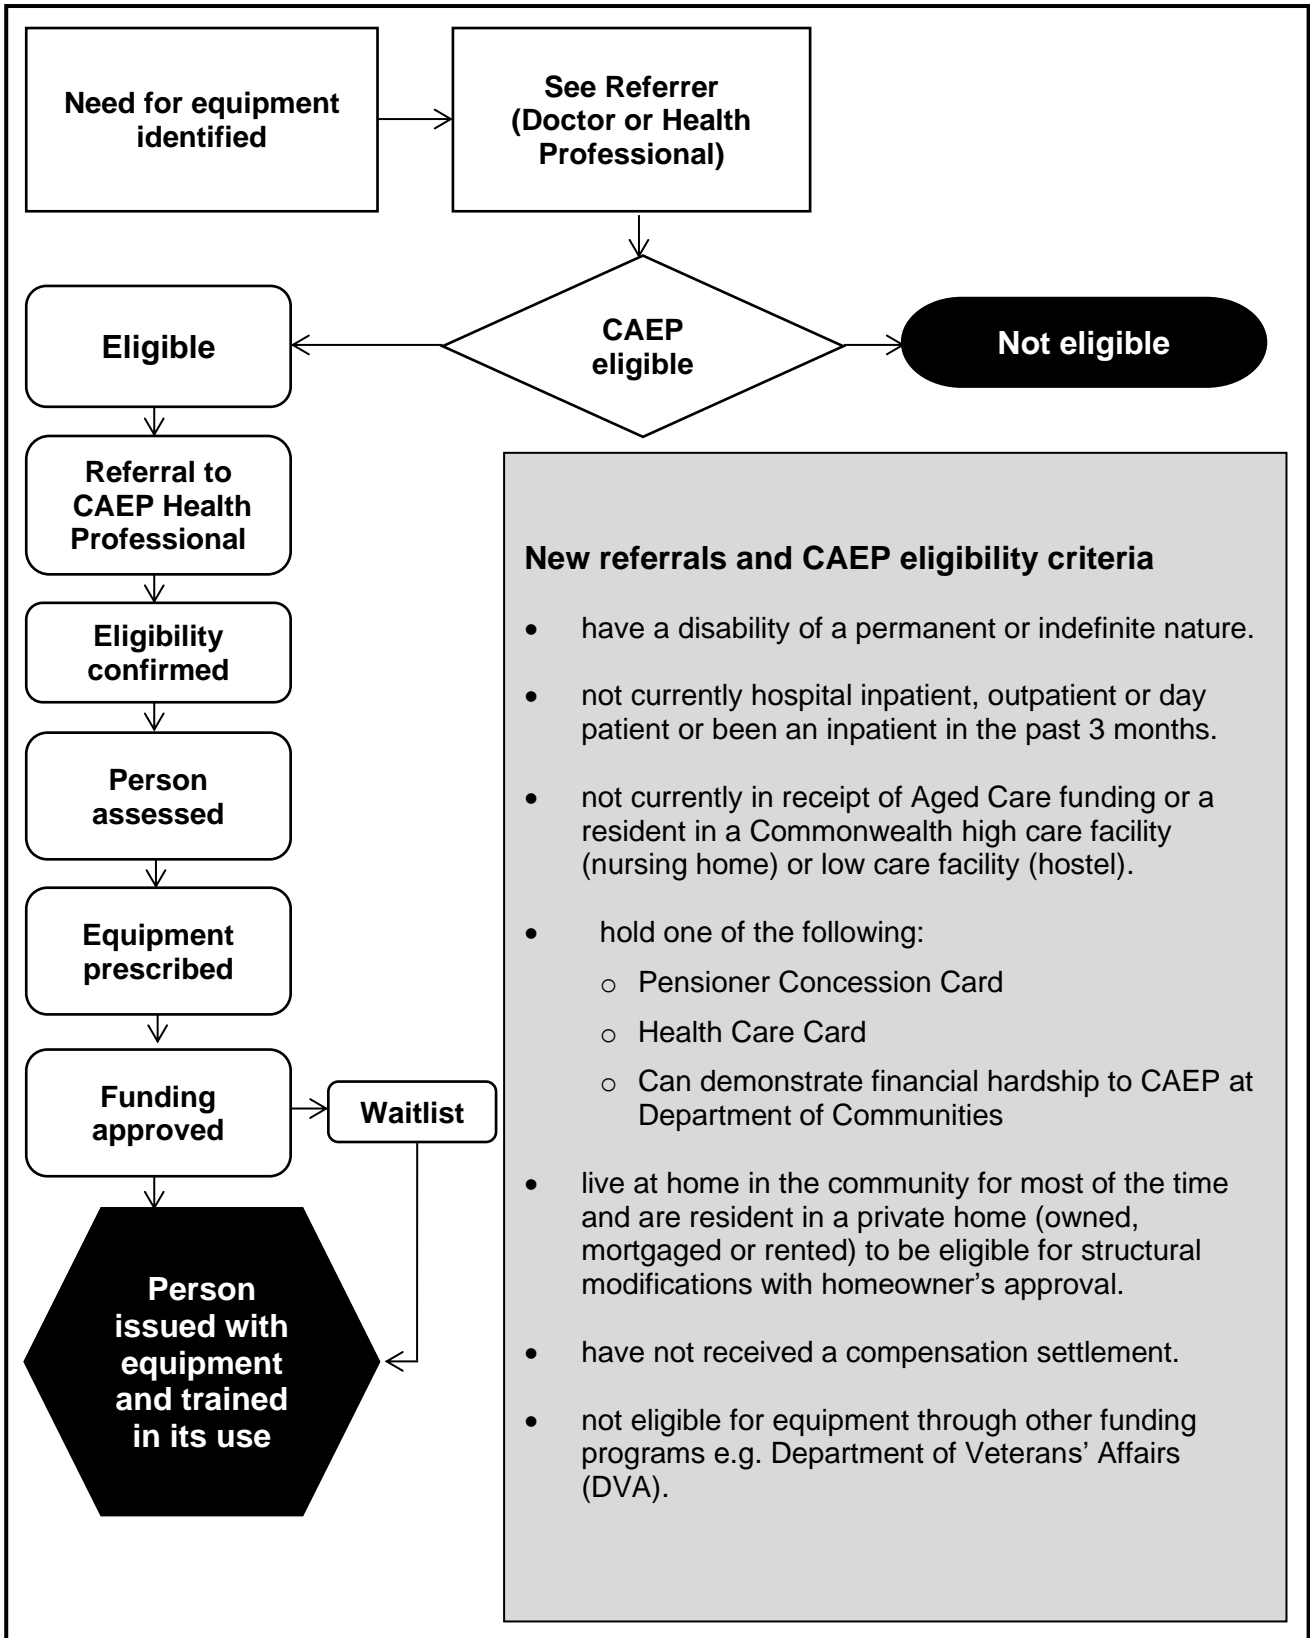 Need for equipment
identified
See Referrer
(Doctor or Health
Professional)
CAEP
eligible
Not eligible
Eligible
Referral to
CAEP Health
Professional
Eligibility
confirmed
Person
assessed
Equipment
prescribed
Funding
approved
Waitlist
Person
issued with
equipment
and trained
in its use
New referrals and CAEP eligibility criteria
• have a disability of a permanent or indefinite nature.
• not currently hospital inpatient, outpatient or day
patient or been an inpatient in the past 3 months.
• not currently in receipt of Aged Care funding or a
resident in a Commonwealth high care facility
(nursing home) or low care facility (hostel).
• hold one of the following:
o Pensioner Concession Card
o Health Care Card
o Can demonstrate financial hardship to CAEP at
Department of Communities
• live at home in the community for most of the time
and are resident in a private home (owned,
mortgaged or rented) to be eligible for structural
modifications with homeowner’s approval.
• have not received a compensation settlement.
• not eligible for equipment through other funding
programs e.g. Department of Veterans’ Affairs
(DVA).